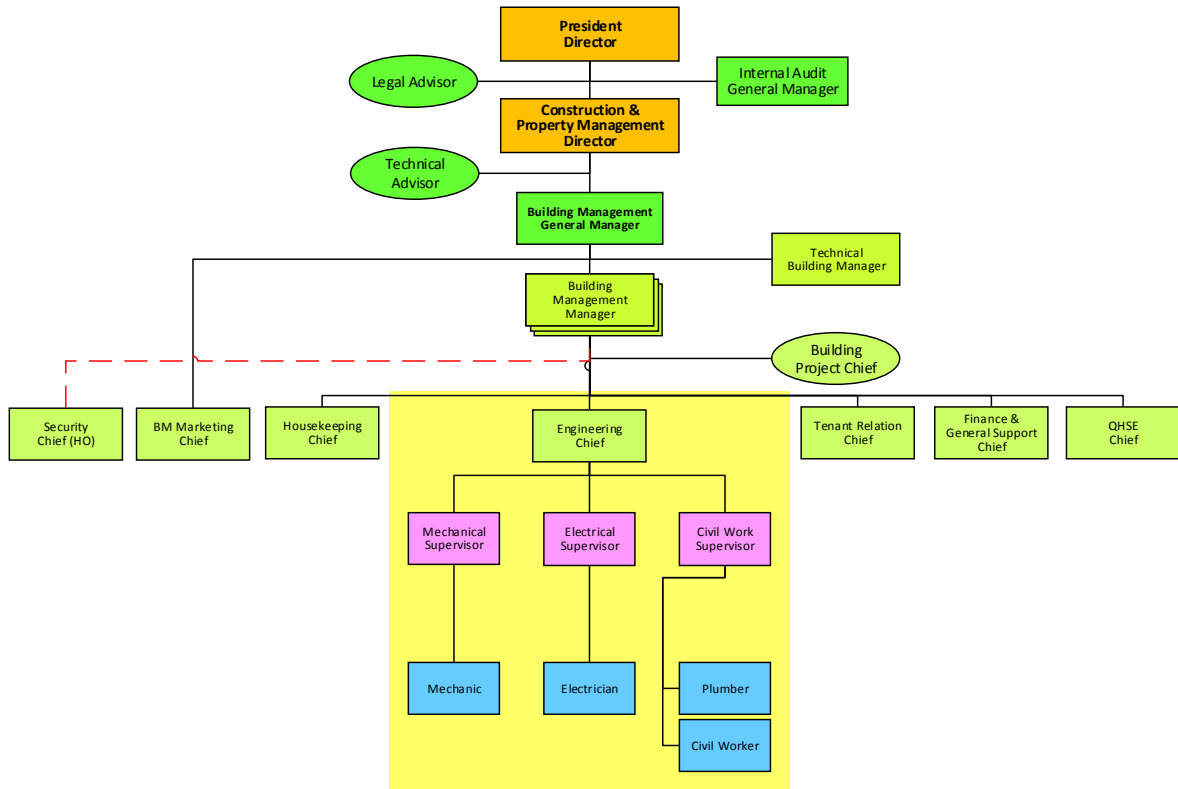 President
Director
Legal Advisor
Internal Audit
General Manager
Construction &
Property Management
Director
Technical
Advisor
Building Management
General Manager
Technical
Building Manager
Building
Management
Manager
Building
Project Chief
Security
Chief (HO)
BM Marketing
Chief
Housekeeping
Chief
Engineering
Chief
Tenant Relation
Chief
Finance &
General Support
Chief
QHSE
Chief
Mechanical
Supervisor
Electrical
Supervisor
Civil Work
Supervisor
Mechanic
Electrician
Plumber
Civil Worker